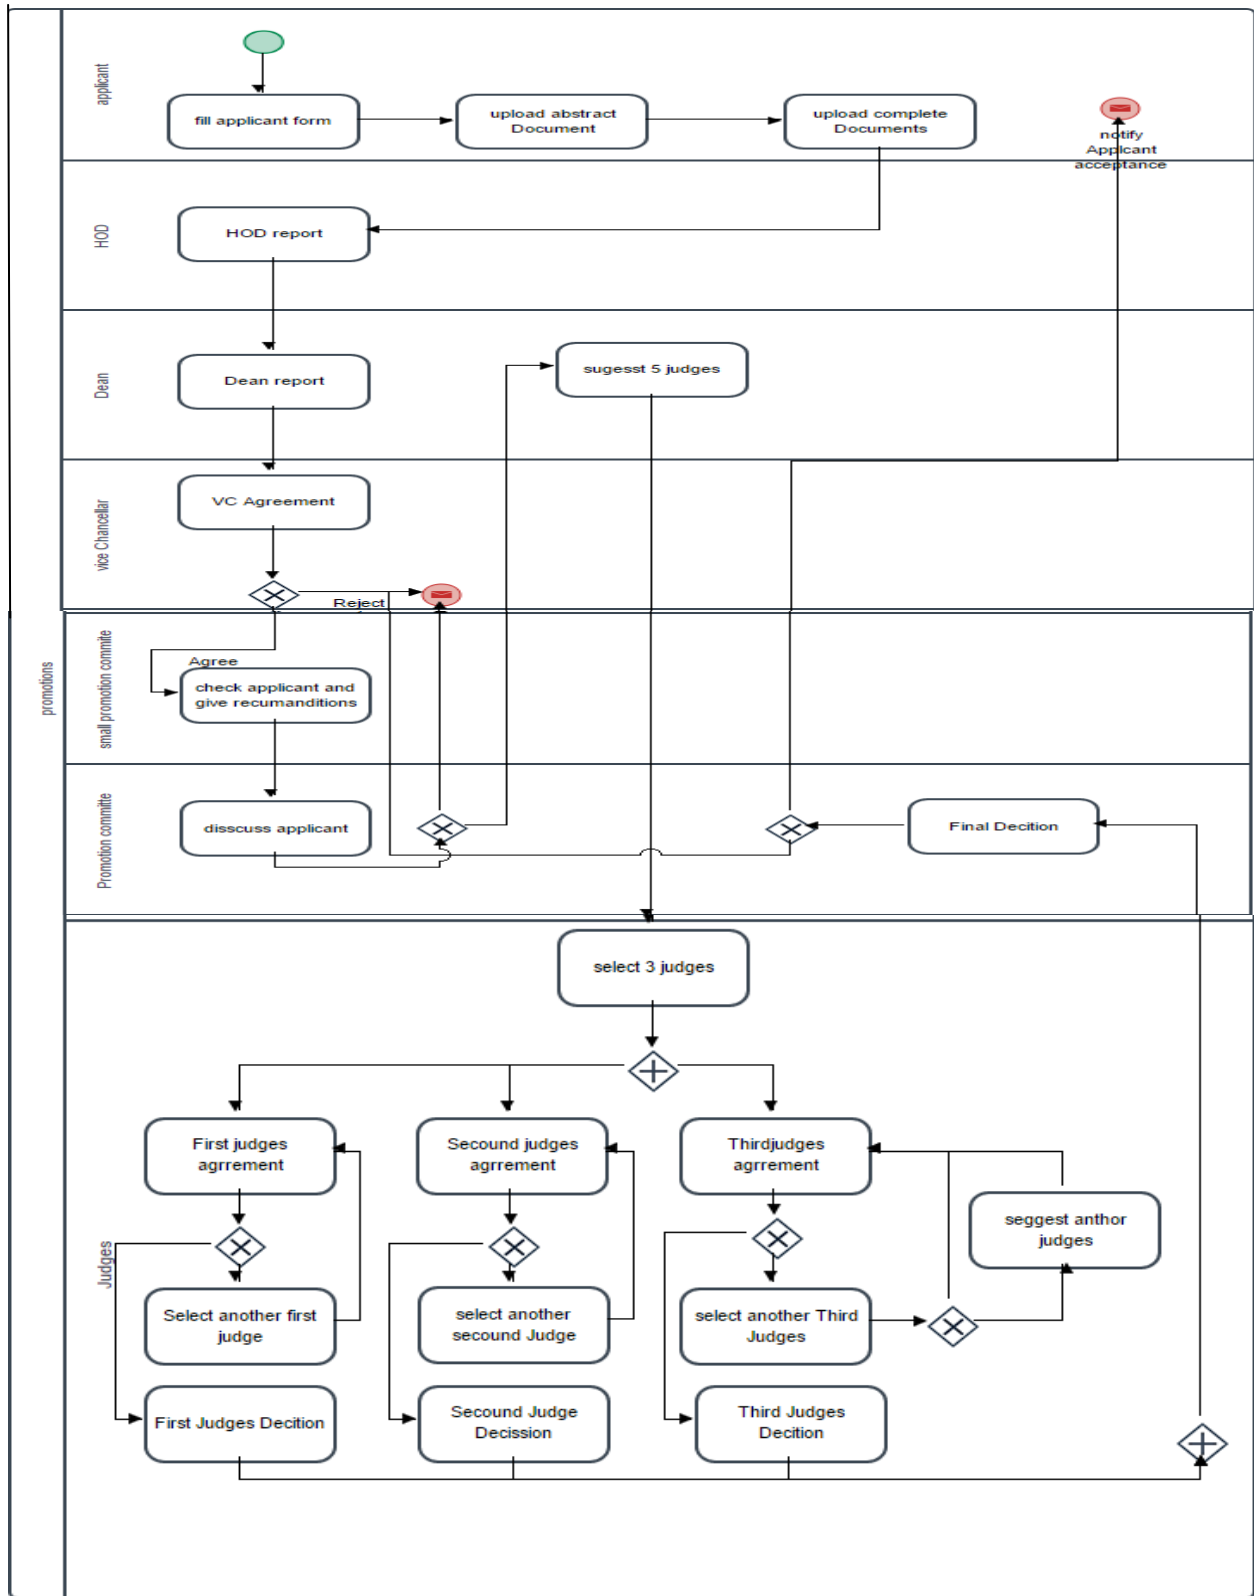 promotions
applicant
fill applicant form
upload abstract
Document
upload complete
Documents
notify
Applcant
acceptance
HOD
HOD report
Dean
Dean report
sugesst 5 judges
vice Chancellar
VC Agreement
Reject
small promotion commite
Agree
check applicant and
give recumanditions
Promotion committe
disscuss applicant
Final Decition
Judges
select 3 judges
First judges
agrrement
Secound judges
agrrement
Thirdjudges
agrrement
seggest anthor
judges
Select another first
judge
select another
secound Judge
select another Third
Judges
First Judges Decition
Secound Judge
Decission
Third Judges
Decition